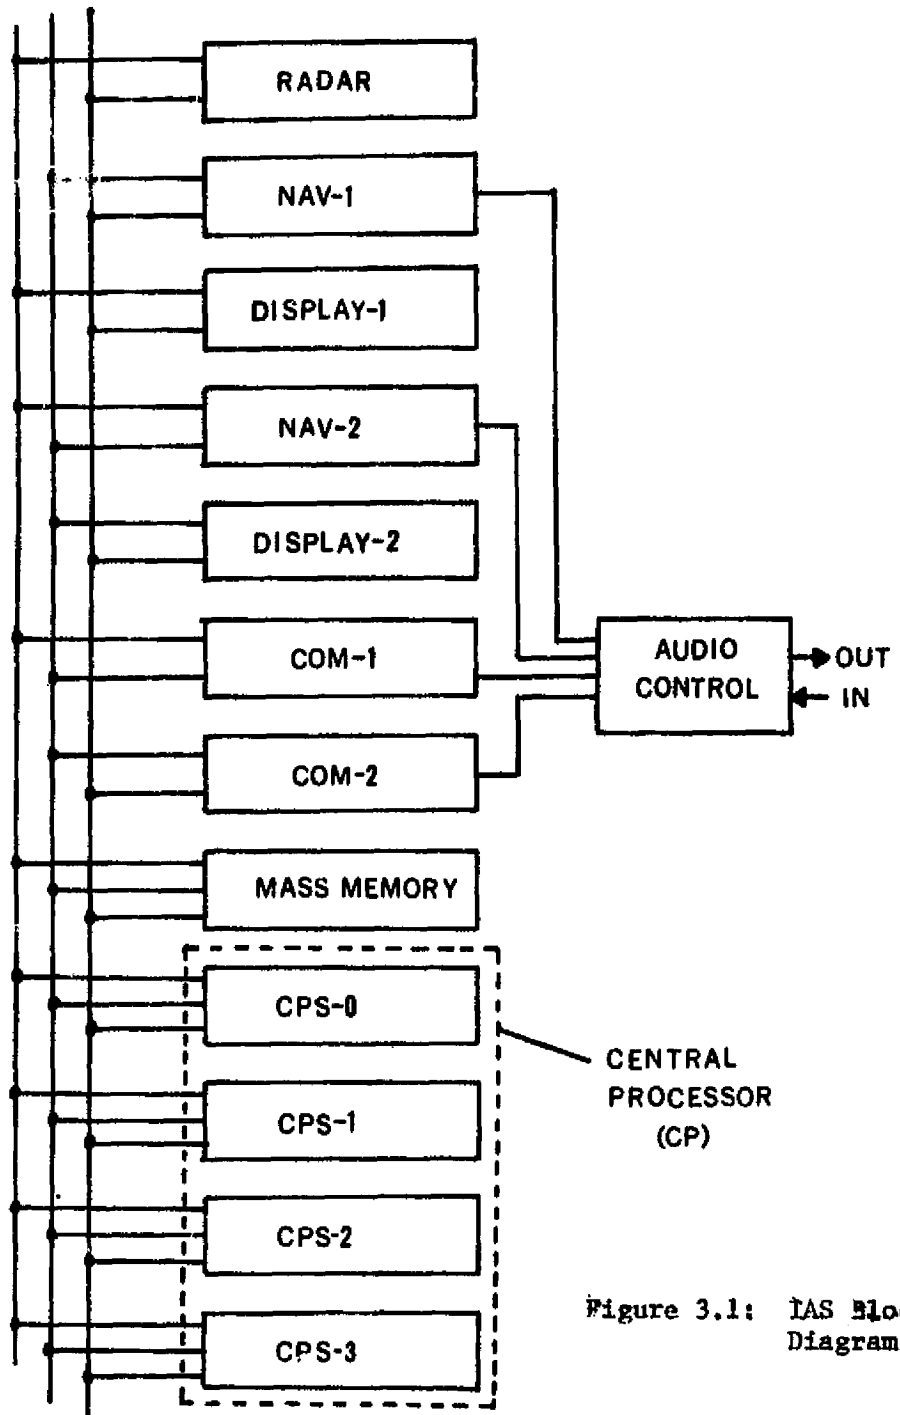 RADAR
NAV-1
DISPLAY-1
NAV-2
DISPLAY-2
COM-1
AUDIO
CONTROL
OUT
IN
COM-2
MASS MEMORY
CPS-0
CENTRAL
PROCESSOR
(CP)
CPS-1
CPS-2
CPS-3
Figure 3.1: IAS Blo
Diagram